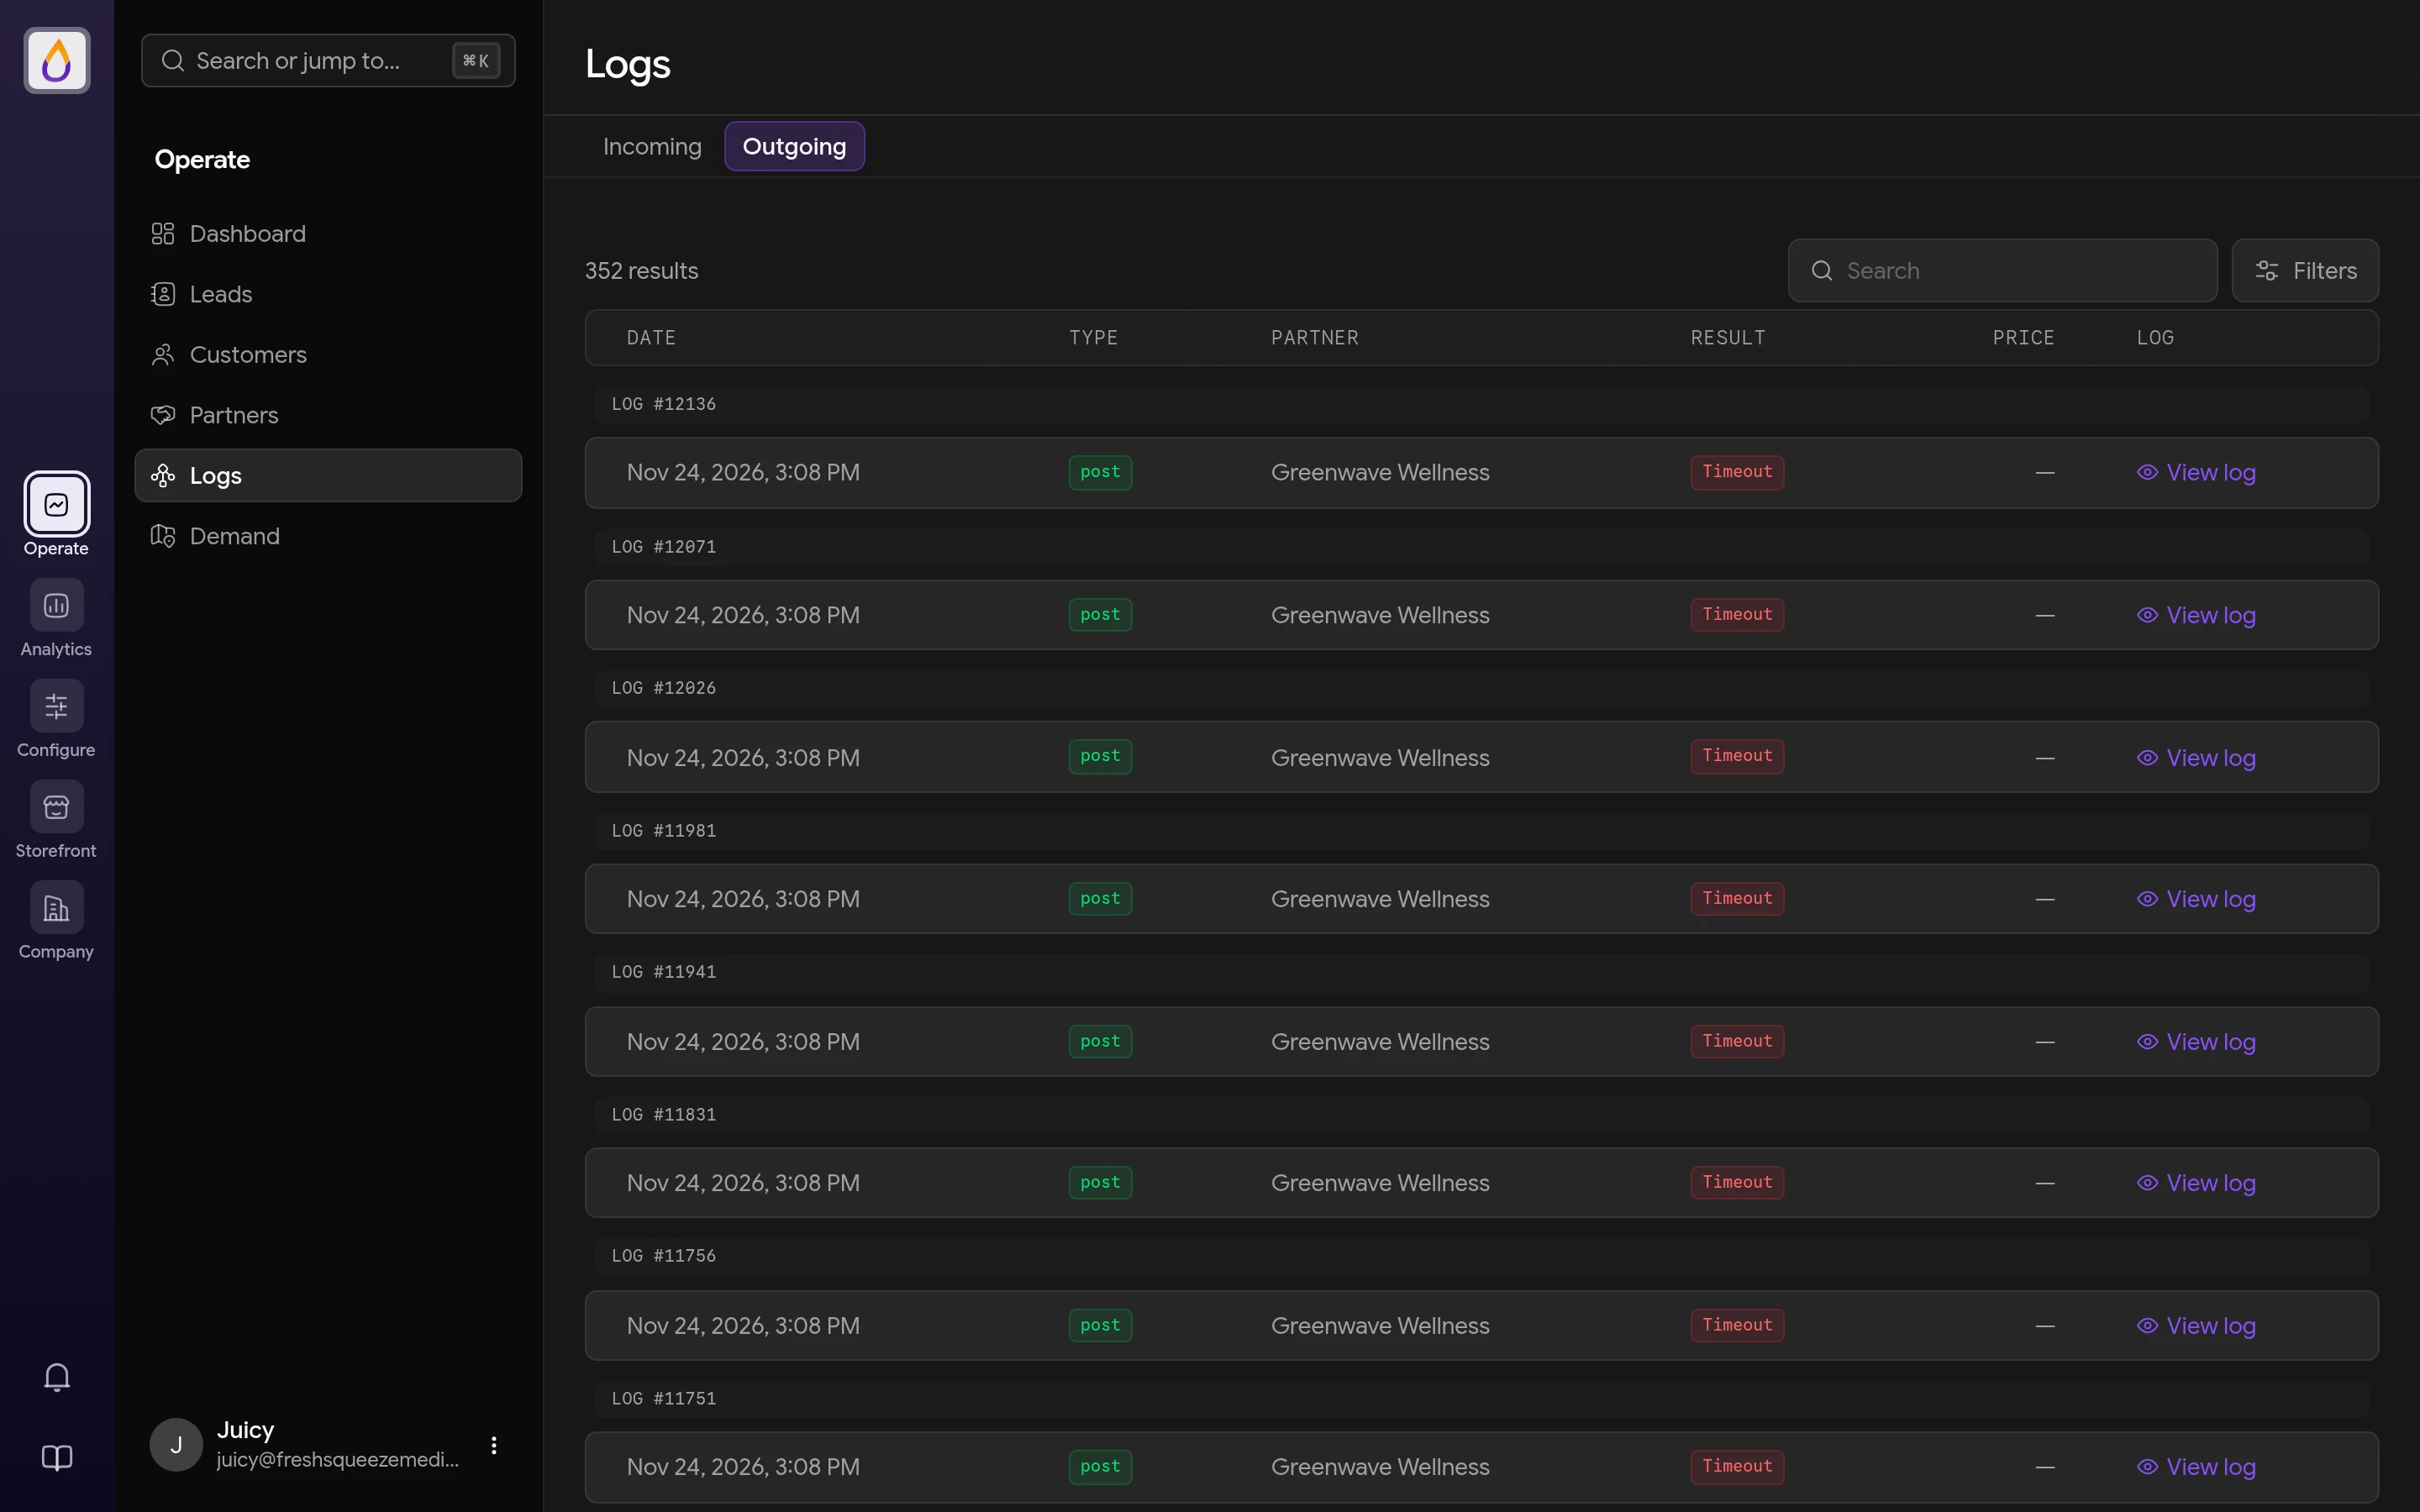 Search or jump to...
⌘K
Operate
Dashboard
Leads
Customers
Partners
Logs
Demand
Operate
Analytics
Configure
Storefront
Company
J
Juicy
juicy@freshsqueezemedi...
Logs
Incoming
Outgoing
352 results
Search
Filters
DATE TYPE PARTNER RESULT PRICE LOG
LOG #12136
Nov 24, 2026, 3:08 PM post Greenwave Wellness Timeout — View log
LOG #12071
Nov 24, 2026, 3:08 PM post Greenwave Wellness Timeout — View log
LOG #12026
Nov 24, 2026, 3:08 PM post Greenwave Wellness Timeout — View log
LOG #11981
Nov 24, 2026, 3:08 PM post Greenwave Wellness Timeout — View log
LOG #11941
Nov 24, 2026, 3:08 PM post Greenwave Wellness Timeout — View log
LOG #11831
Nov 24, 2026, 3:08 PM post Greenwave Wellness Timeout — View log
LOG #11756
Nov 24, 2026, 3:08 PM post Greenwave Wellness Timeout — View log
LOG #11751
Nov 24, 2026, 3:08 PM post Greenwave Wellness Timeout — View log